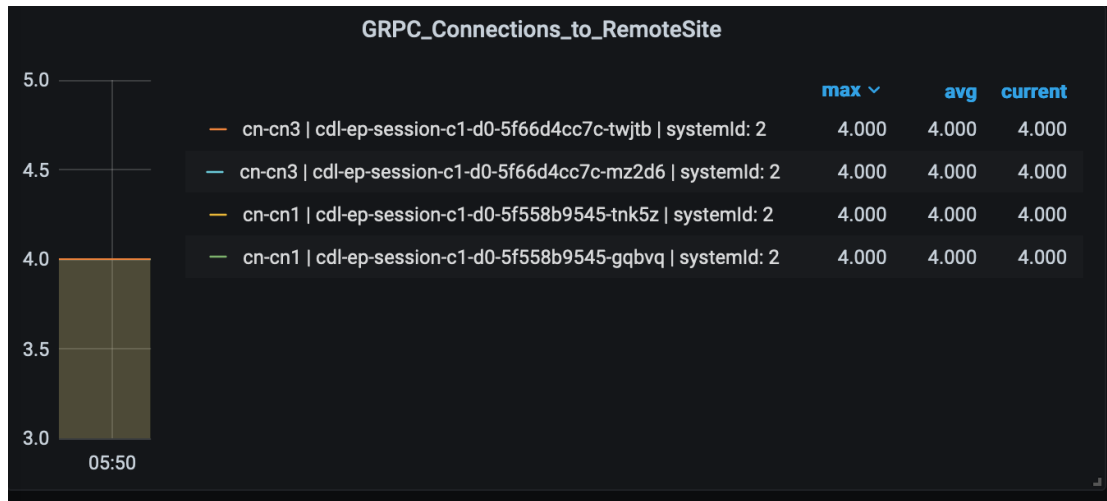 GRPC_Connections_to_RemoteSite
max avg current
5.0
cn-cn3 | cdl-ep-session-c1-d0-5f66d4cc7c-twjtb | systemId: 2 4.000 4.000 4.000
4.5
cn-cn3 | cdl-ep-session-c1-d0-5f66d4cc7c-mz2d6 | systemId: 2 4.000 4.000 4.000
cn-cn1 | cdl-ep-session-c1-d0-5f558b9545-tnk5z | systemId: 2 4.000 4.000 4.000
4.0
cn-cn1 | cdl-ep-session-c1-d0-5f558b9545-gqbvq | systemId: 2 4.000 4.000 4.000
3.5
3.0
05:50